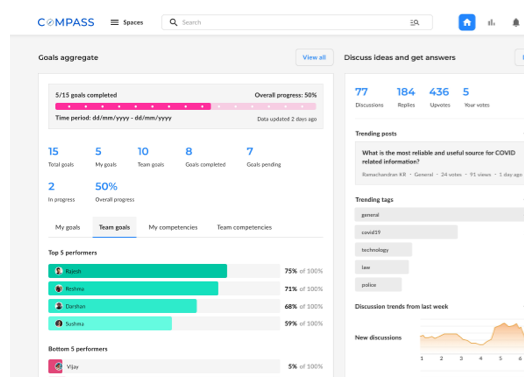 COMPASS
Spaces
Search
Goals aggregate
View all
5/15 goals completed
Overall progress: 50%
Time period: dd/mm/yyyy - dd/mm/yyyy
Data updated 2 days ago
15
5
10
8
7
Total goals
My goals
Team goals
Goals completed
Goals pending
2
50%
In progress
Overall progress
My goals
Team goals
My competencies
Team competencies
Top 5 performers
Rajesh
75% of 100%
Reshma
71% of 100%
Darshan
68% of 100%
Sushma
59% of 100%
Bottom 5 performers
Vijay
5% of 100%
Discuss ideas and get answers
77
184
436
5
Discussions
Replies
Upvotes
Your votes
Trending posts
What is the most reliable and useful source for COVID
related information?
Ramachandran KR - General - 24 votes - 91 views - 1 day ago
Trending tags
general
covid19
technology
law
police
Discussion trends from last week
New discussions
1 2 3 4 5 6